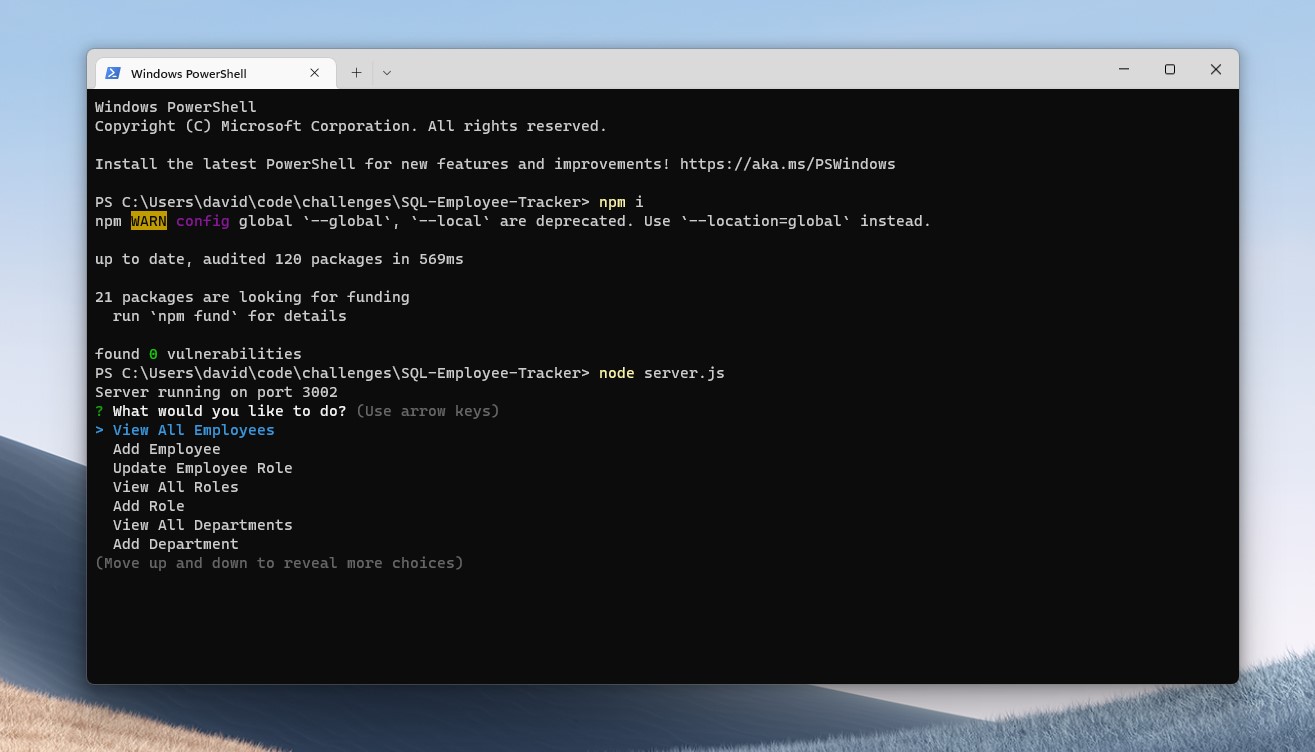 Windows PowerShell
Windows PowerShell
Copyright (C) Microsoft Corporation. All rights reserved.
Install the latest PowerShell for new features and improvements! https://aka.ms/PSWindows
PS C:\Users\david\code\challenges\SQL-Employee-Tracker> npm i
npm WARN config global `--global`, `--local` are deprecated. Use `--location=global` instead.
up to date, audited 120 packages in 569ms
21 packages are looking for funding
  run `npm fund` for details
found 0 vulnerabilities
PS C:\Users\david\code\challenges\SQL-Employee-Tracker> node server.js
Server running on port 3002
? What would you like to do? (Use arrow keys)
> View All Employees
  Add Employee
  Update Employee Role
  View All Roles
  Add Role
  View All Departments
  Add Department
(Move up and down to reveal more choices)